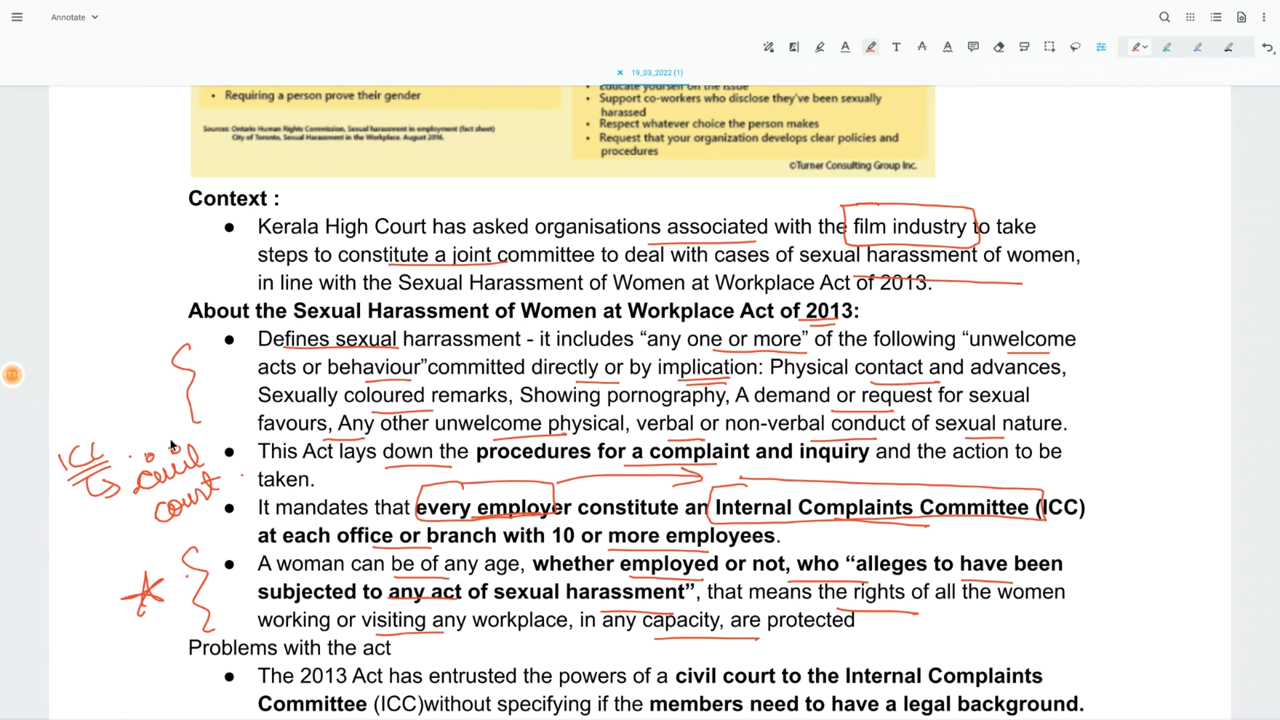 Annotate
19_03_2022 (1)
• Requiring a person prove their gender
Sources: Ontario Human Rights Commission, Sexual harassment in employment (fact sheet)
City of Toronto, Sexual Harassment in the Workplace. August 2016.
Educate yourself on the issue
• Support co-workers who disclose they've been sexually
harassed
• Respect whatever choice the person makes
• Request that your organization develops clear policies and
procedures
©Turner Consulting Group Inc.
Context :
● Kerala High Court has asked organisations associated with the film industry to take
steps to constitute a joint committee to deal with cases of sexual harassment of women,
in line with the Sexual Harassment of Women at Workplace Act of 2013.
About the Sexual Harassment of Women at Workplace Act of 2013:
● Defines sexual harrassment - it includes “any one or more” of the following “unwelcome
acts or behaviour”committed directly or by implication: Physical contact and advances,
Sexually coloured remarks, Showing pornography, A demand or request for sexual
favours, Any other unwelcome physical, verbal or non-verbal conduct of sexual nature.
● This Act lays down the procedures for a complaint and inquiry and the action to be
taken.
● It mandates that every employer constitute an Internal Complaints Committee (ICC)
at each office or branch with 10 or more employees.
● A woman can be of any age, whether employed or not, who “alleges to have been
subjected to any act of sexual harassment”, that means the rights of all the women
working or visiting any workplace, in any capacity, are protected
Problems with the act
● The 2013 Act has entrusted the powers of a civil court to the Internal Complaints
Committee (ICC)without specifying if the members need to have a legal background.
ICC
civil
court